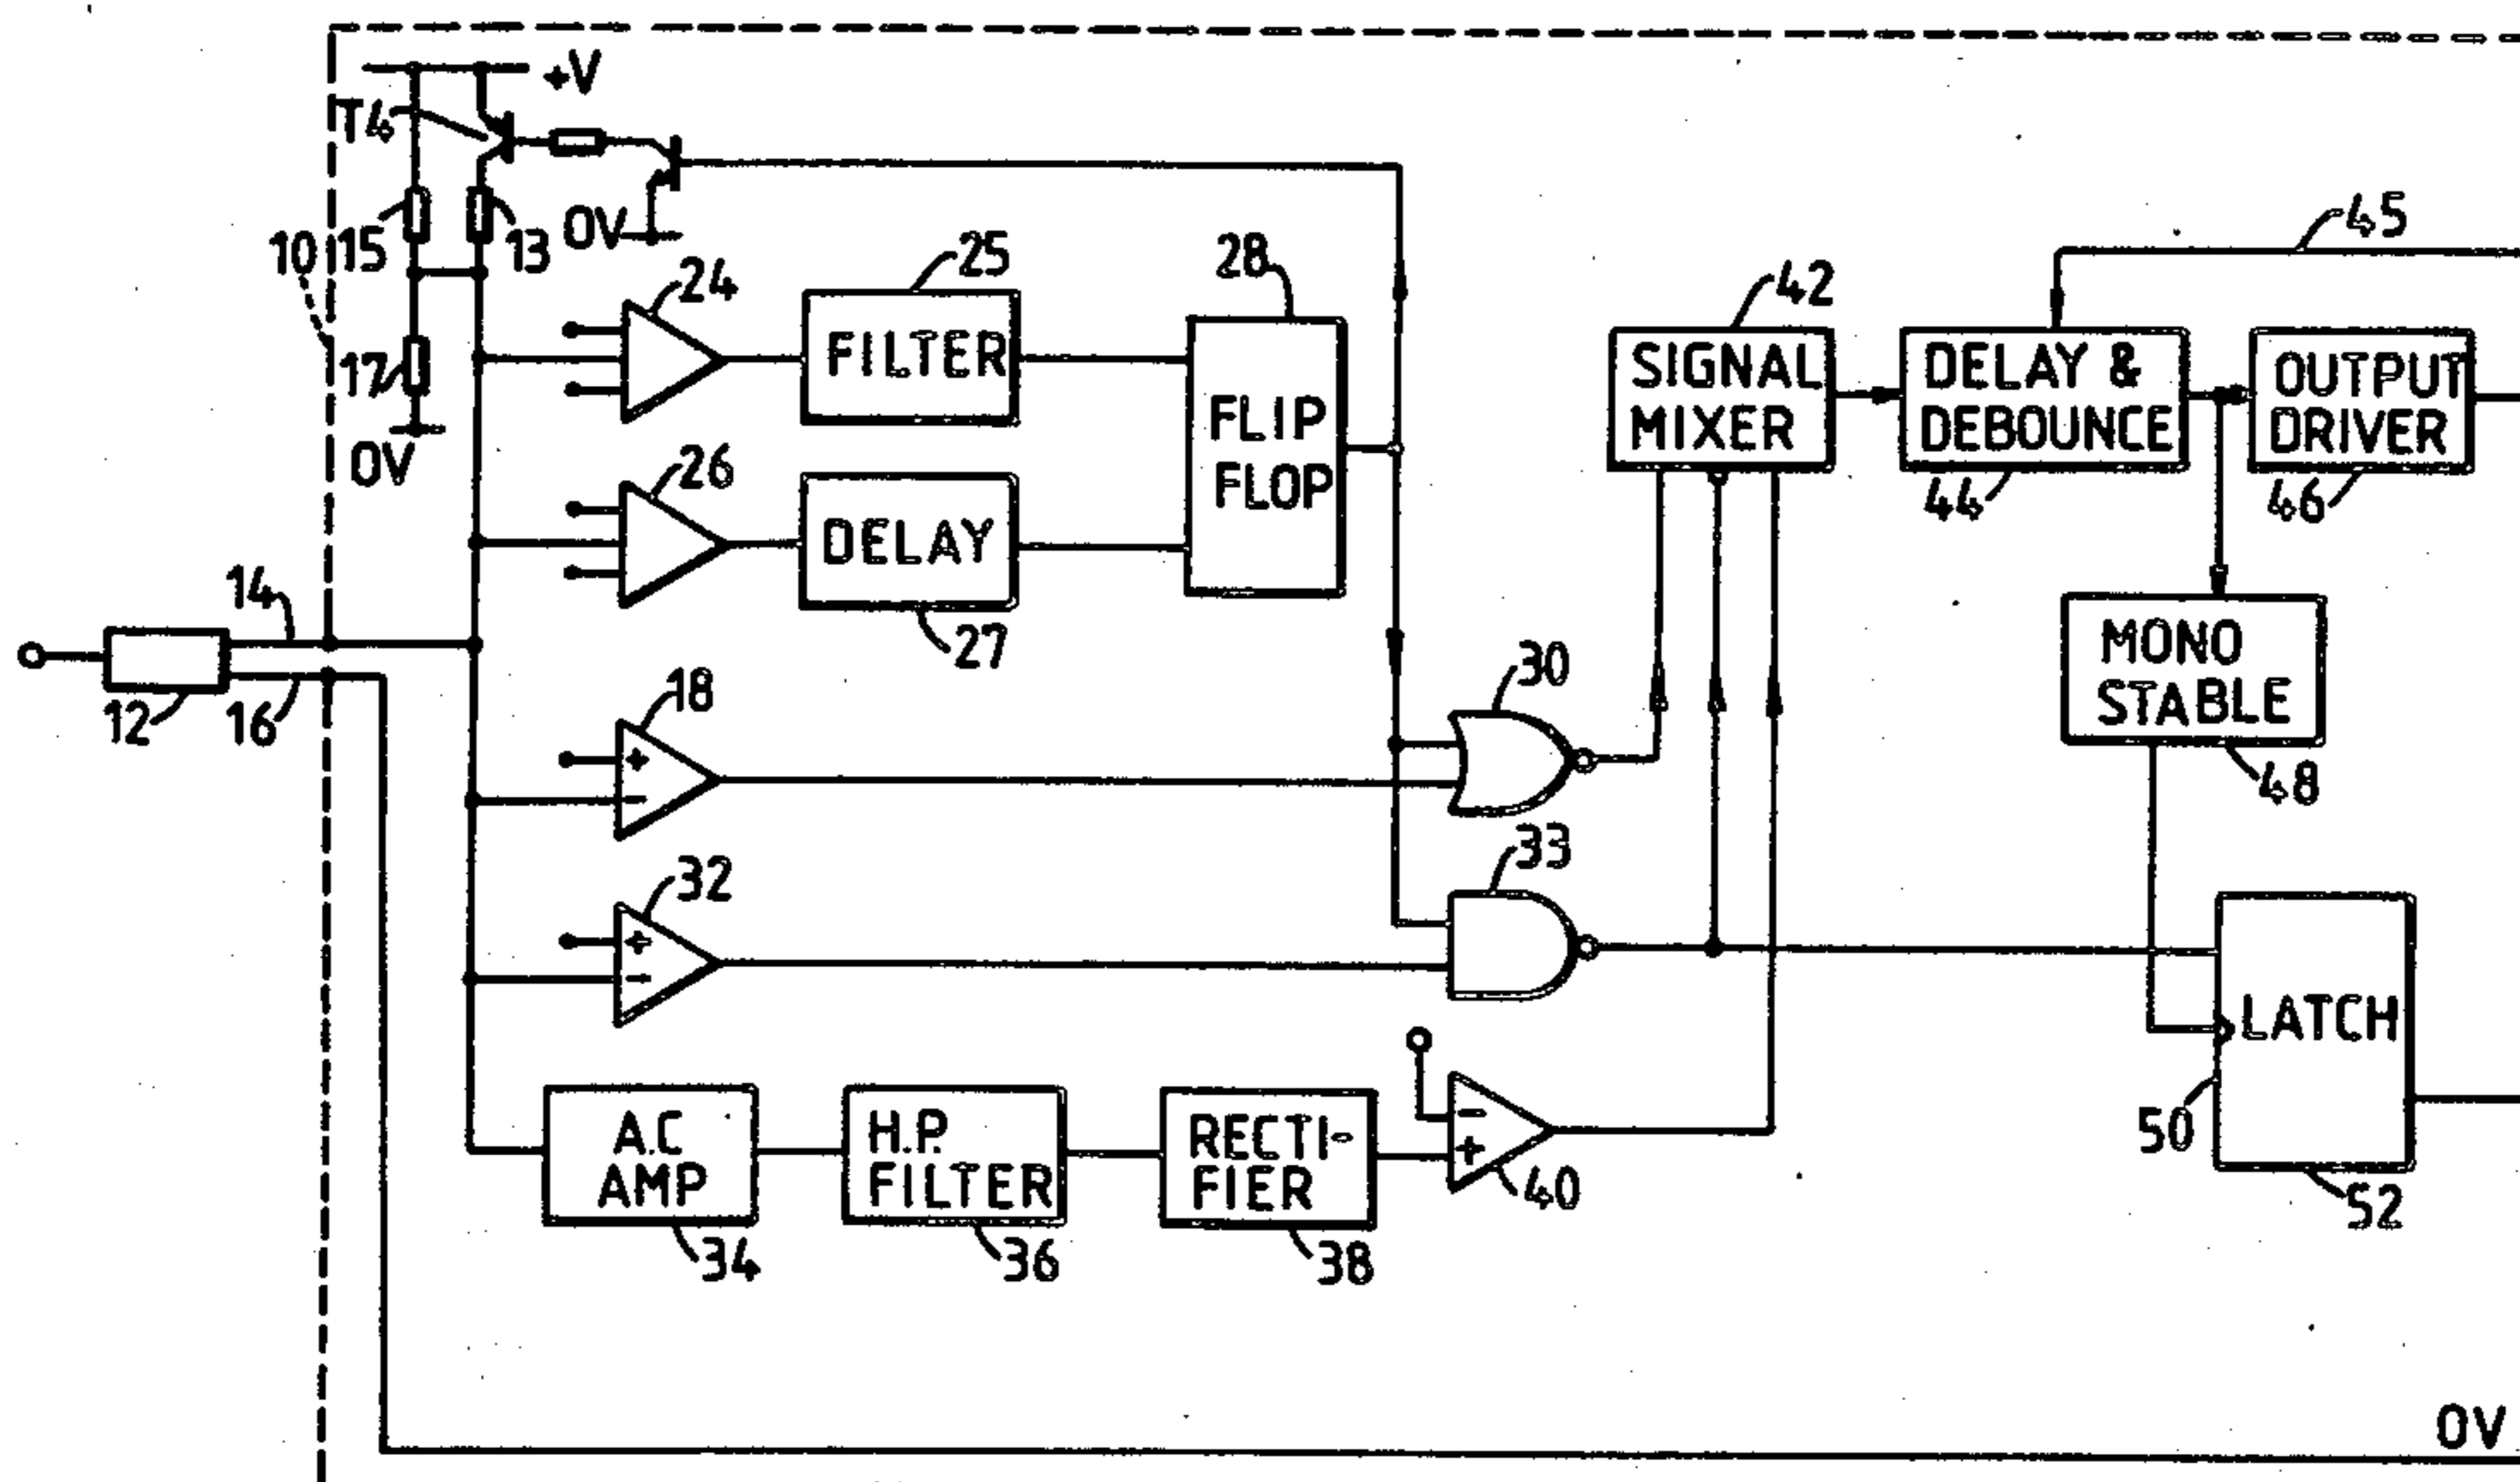 +V
T4
10
15
13
0V
24
25
FILTER
17
0V
26
DELAY
27
28
FLIP
FLOP
42
SIGNAL
MIXER
45
DELAY &
DEBOUNCE
44
OUTPUT
DRIVER
46
MONO
STABLE
48
14
12
16
18
+
-
30
32
+
-
33
A.C
AMP
34
H.P.
FILTER
36
RECTI-
FIER
38
-
+
40
LATCH
50
52
0V